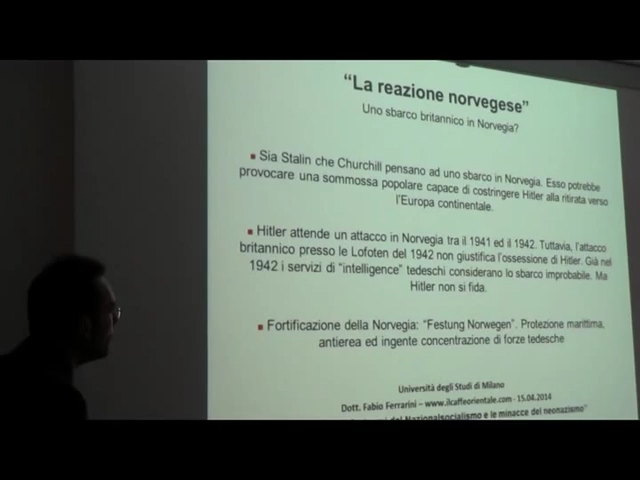 “La reazione norvegese”
Uno sbarco britannico in Norvegia?
▪ Sia Stalin che Churchill pensano ad uno sbarco in Norvegia. Esso potrebbe
provocare una sommossa popolare capace di costringere Hitler alla ritirata verso
l’Europa continentale.
▪ Hitler attende un attacco in Norvegia tra il 1941 ed il 1942. Tuttavia, l’attacco
britannico presso le Lofoten del 1942 non giustifica l’ossessione di Hitler. Già nel
1942 i servizi di “intelligence” tedeschi considerano lo sbarco improbabile. Ma
Hitler non si fida.
▪ Fortificazione della Norvegia: “Festung Norwegen”. Protezione marittima,
antierea ed ingente concentrazione di forze tedesche
Università degli Studi di Milano
Dott. Fabio Ferrarini – www.ilcaffeorientale.com - 15.04.2014
del Nazionalsocialismo e le minacce del neonazismo”